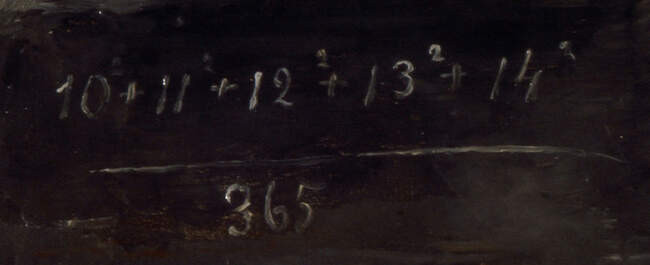 10² + 11² + 12² + 13² + 14²
365